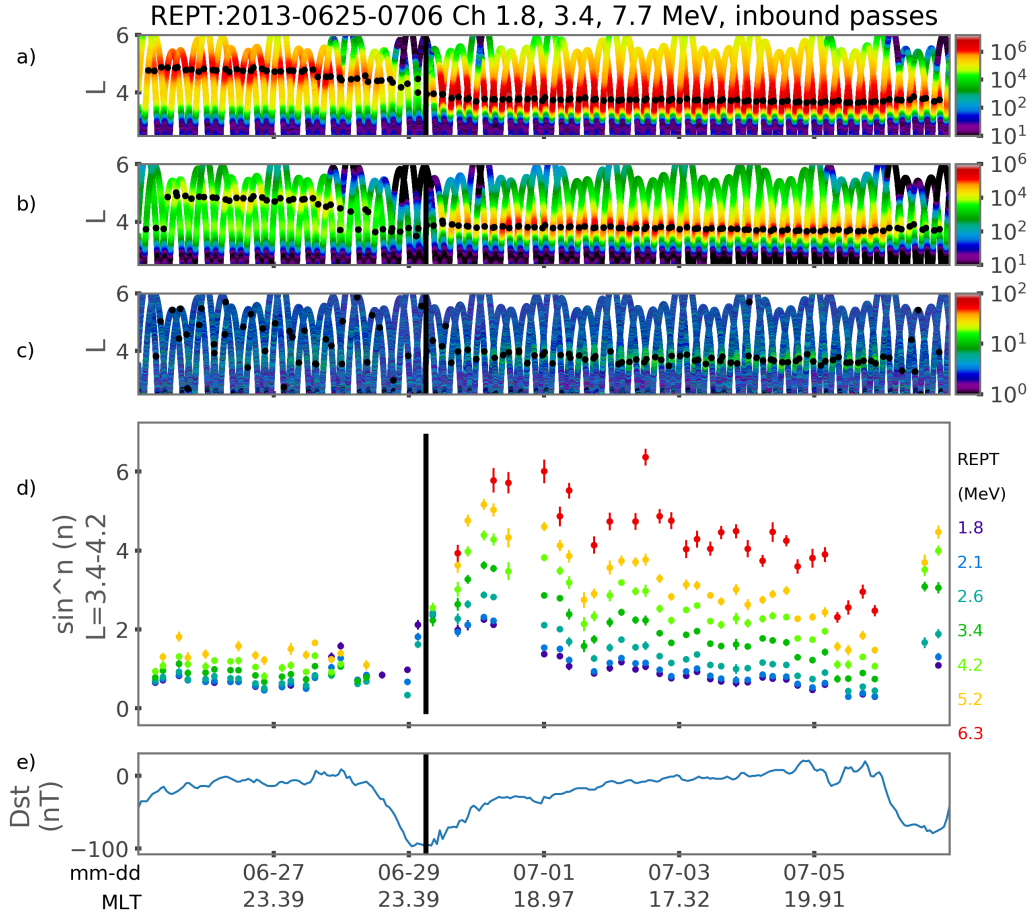 REPT:2013-0625-0706 Ch 1.8, 3.4, 7.7 MeV, inbound passes
a)
L
6
4
10^6
10^4
10^2
10^1
b)
L
6
4
10^6
10^4
10^2
10^1
c)
L
6
4
10^2
10^1
10^0
d)
sin^n (n)
L=3.4-4.2
6
4
2
0
REPT
(MeV)
1.8
2.1
2.6
3.4
4.2
5.2
6.3
e)
Dst
(nT)
0
−100
mm-dd 06-27 06-29 07-01 07-03 07-05
MLT 23.39 23.39 18.97 17.32 19.91